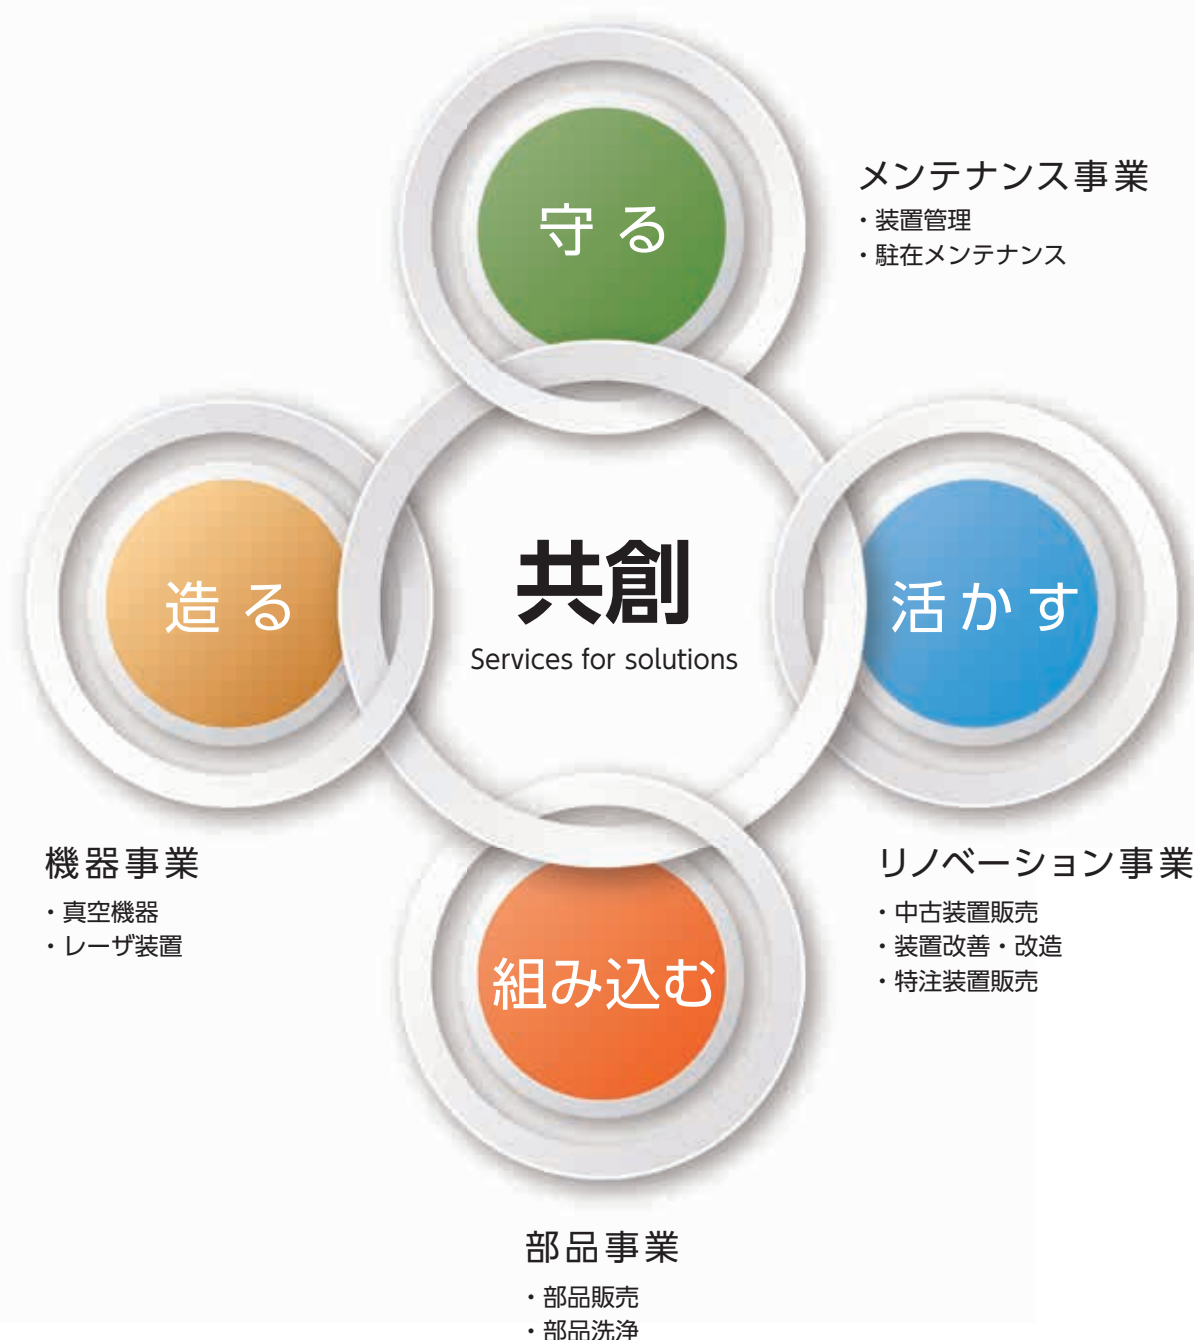 守る
メンテナンス事業
・装置管理
・駐在メンテナンス
造る
共創
Services for solutions
活かす
機器事業
・真空機器
・レーザ装置
リノベーション事業
・中古装置販売
・装置改善・改造
・特注装置販売
組み込む
部品事業
・部品販売
・部品洗浄